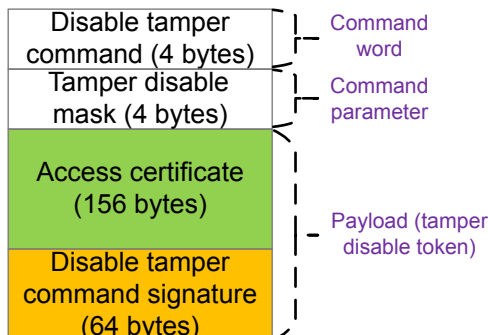 Disable tamper
command (4 bytes)
Command
word
Tamper disable
mask (4 bytes)
Command
parameter
Access certificate
(156 bytes)
Payload (tamper
disable token)
Disable tamper
command signature
(64 bytes)